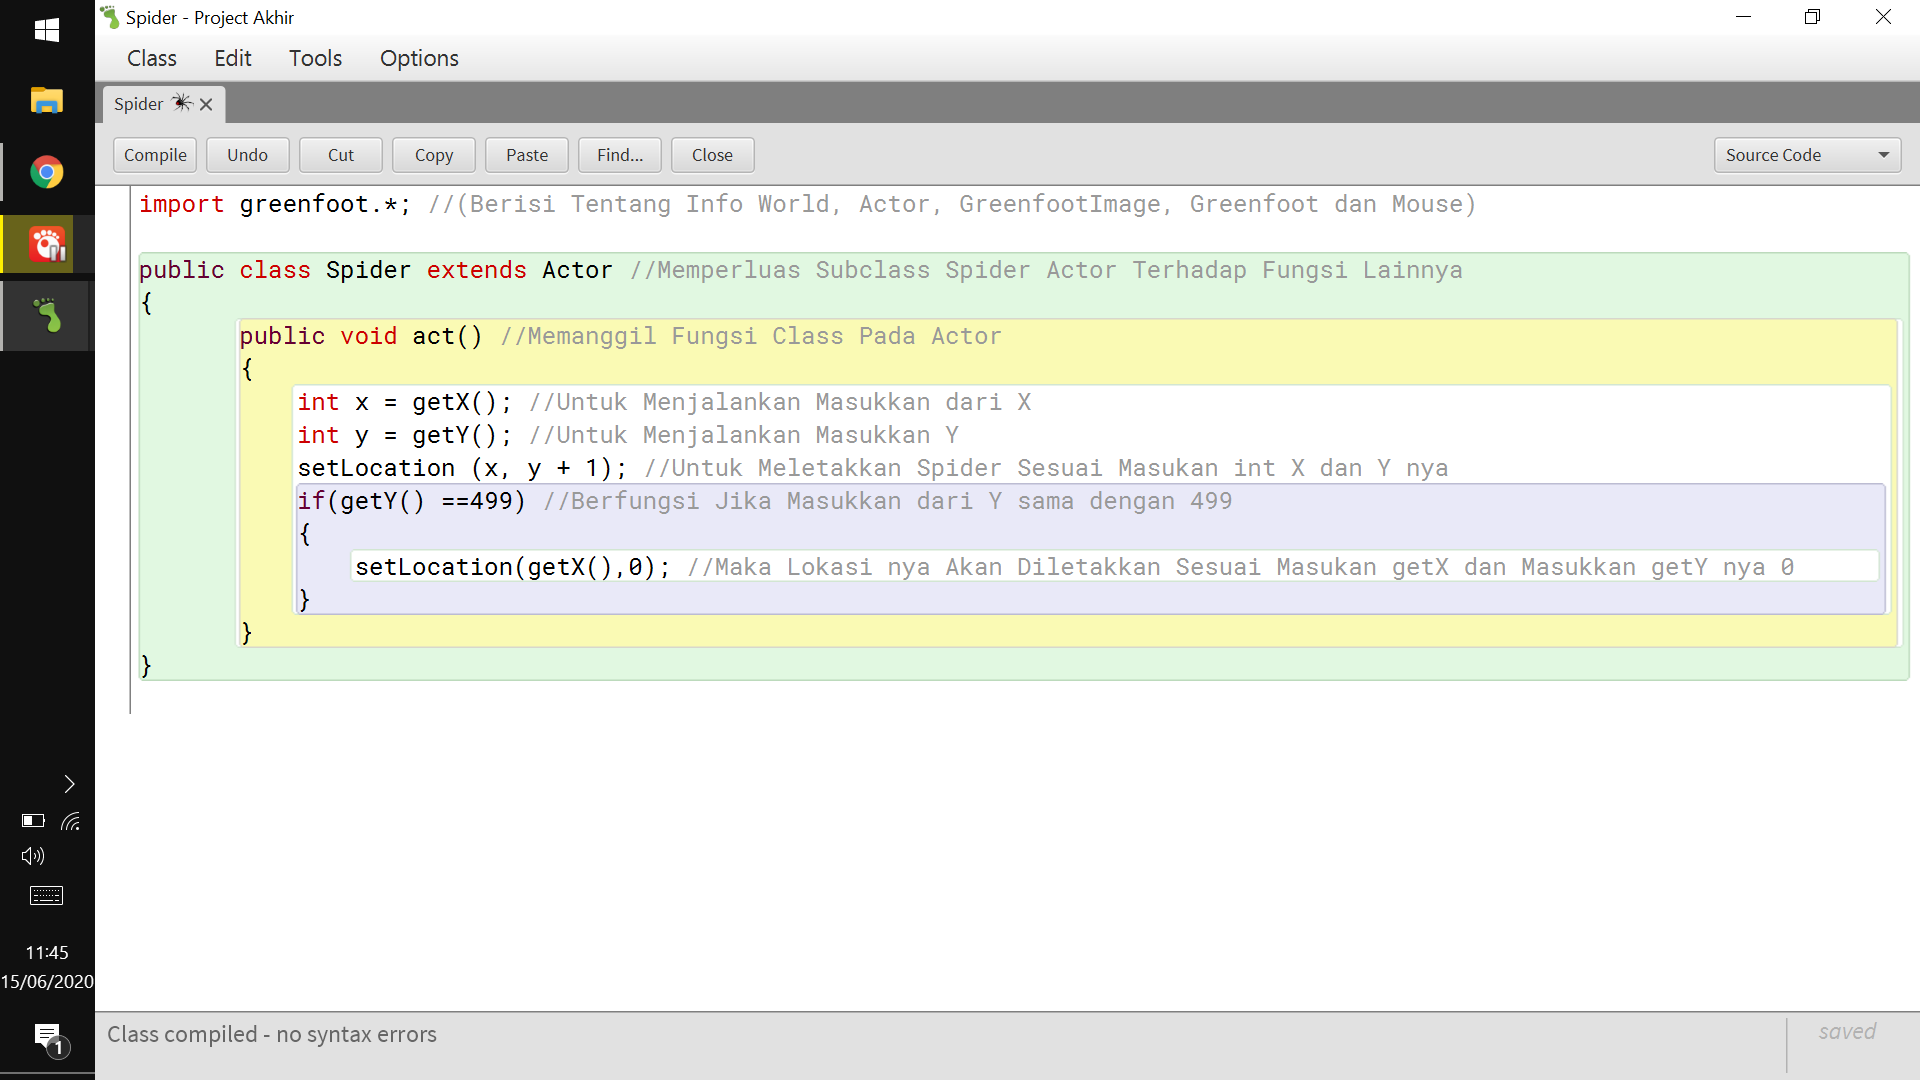 Spider - Project Akhir
Class Edit Tools Options
Spider
Compile Undo Cut Copy Paste Find... Close Source Code
import greenfoot.*; //(Berisi Tentang Info World, Actor, GreenfootImage, Greenfoot dan Mouse)
public class Spider extends Actor //Memperluas Subclass Spider Actor Terhadap Fungsi Lainnya
{
public void act() //Memanggil Fungsi Class Pada Actor
{
int x = getX(); //Untuk Menjalankan Masukkan dari X
int y = getY(); //Untuk Menjalankan Masukkan Y
setLocation (x, y + 1); //Untuk Meletakkan Spider Sesuai Masukan int X dan Y nya
if(getY() ==499) //Berfungsi Jika Masukkan dari Y sama dengan 499
{
setLocation(getX(),0); //Maka Lokasi nya Akan Diletakkan Sesuai Masukan getX dan Masukkan getY nya 0
}
}
}
11:45
15/06/2020
1
Class compiled - no syntax errors
saved